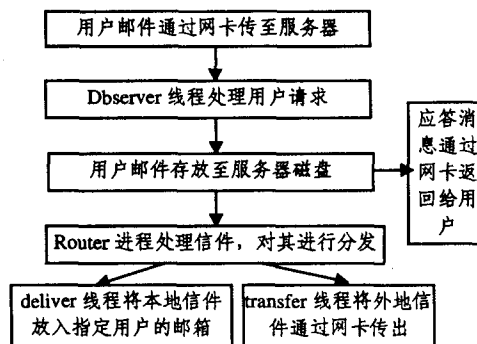 用户邮件通过网卡传至服务器
Dbserver 线程处理用户请求
用户邮件存放至服务器磁盘
应答消
息通过
网卡返
回给用
户
Router 进程处理信件，对其进行分发
deliver 线程将本地信件
放入指定用户的邮箱
transfer 线程将外地信
件通过网卡传出